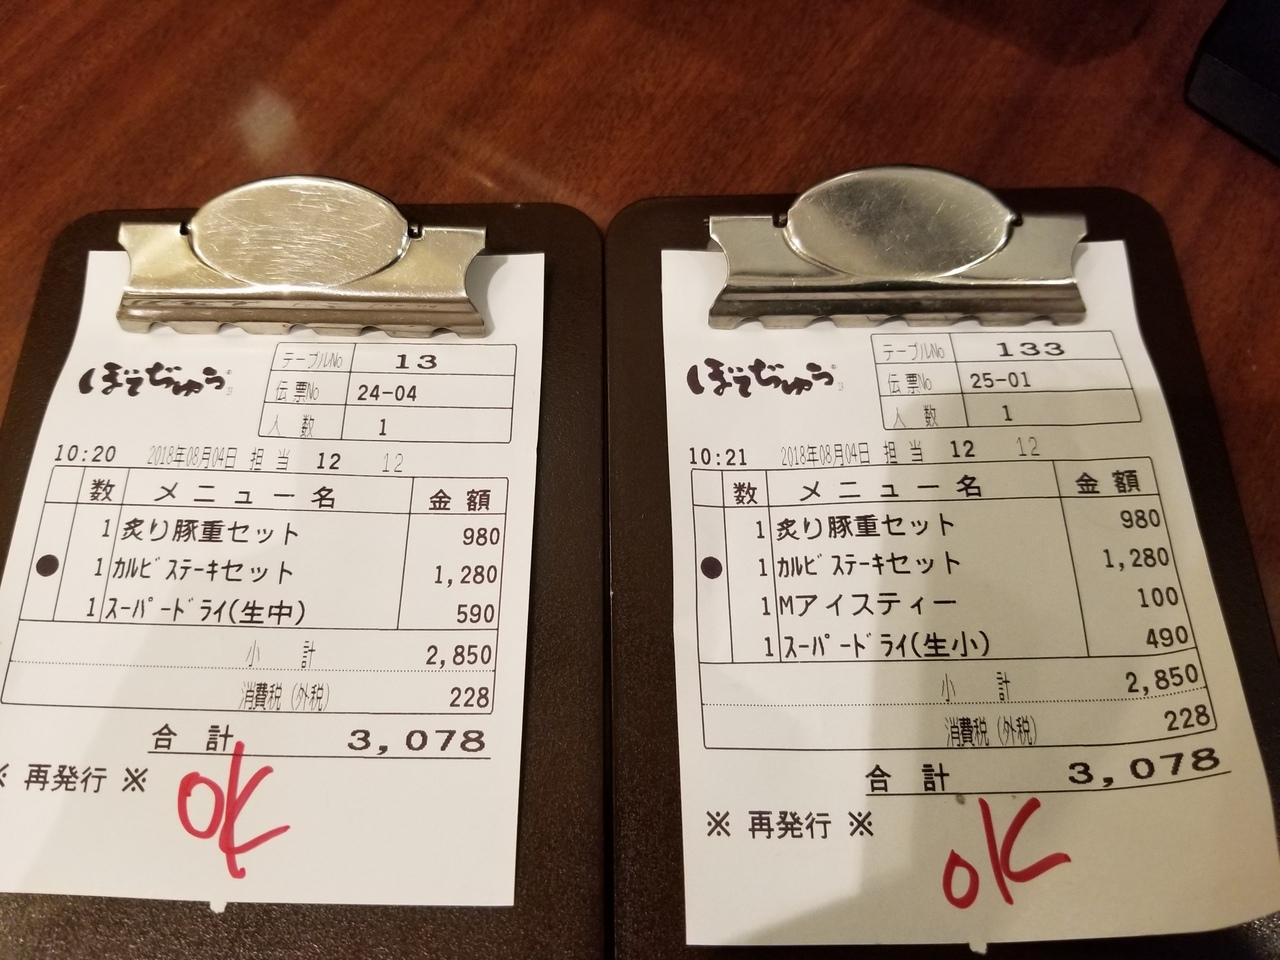 ぼてぢゅう
テーブルNo 13
伝票No 24-04
人数 1
10:20 2018年08月04日 担当 12 12
数 メニュー名 金額
1 炙り豚重セット 980
● 1 ｶﾙﾋﾞｽﾃｰｷセット 1,280
1 ｽｰﾊﾟｰﾄﾞﾗｲ(生中) 590
小計 2,850
消費税(外税) 228
合計 3,078
※ 再発行 ※
OK
ぼてぢゅう
テーブルNo 133
伝票No 25-01
人数 1
10:21 2018年08月04日 担当 12 12
数 メニュー名 金額
1 炙り豚重セット 980
● 1 ｶﾙﾋﾞｽﾃｰｷセット 1,280
1 Mアイスティー 100
1 ｽｰﾊﾟｰﾄﾞﾗｲ(生小) 490
小計 2,850
消費税(外税) 228
合計 3,078
※ 再発行 ※
OK